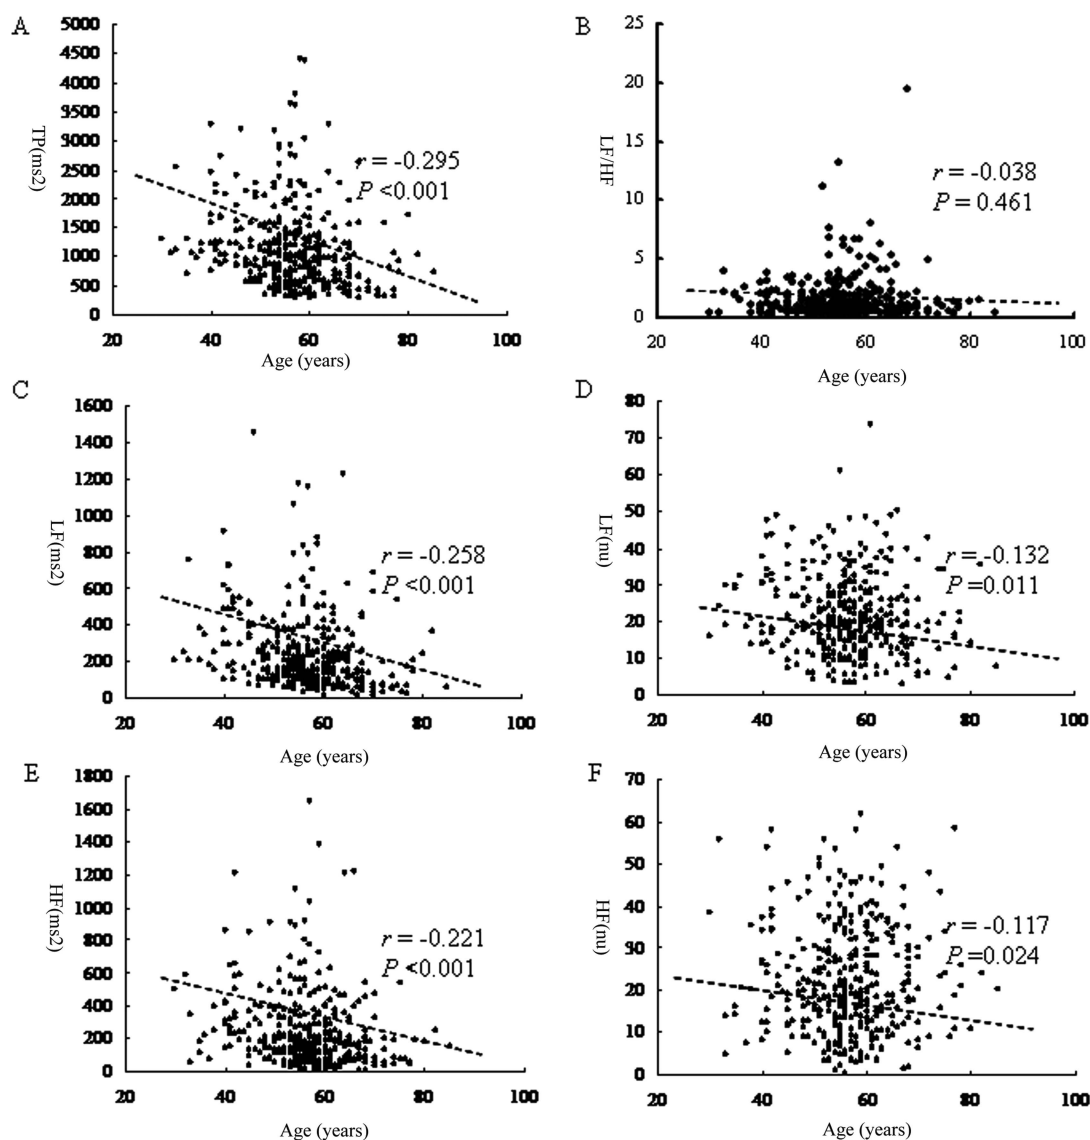 A
5000
4500
4000
3500
3000
2500
2000
1500
1000
500
0
TP(ms2)
r = -0.295
P <0.001
20 40 60 80 100
Age (years)
B
25
20
15
10
5
0
LF/HF
r = -0.038
P = 0.461
20 40 60 80 100
Age (years)
C
1600
1400
1200
1000
800
600
400
200
0
LF(ms2)
r = -0.258
P <0.001
20 40 60 80 100
Age (years)
D
80
70
60
50
40
30
20
10
0
LF(nu)
r = -0.132
P =0.011
20 40 60 80 100
Age (years)
E
1800
1600
1400
1200
1000
800
600
400
200
0
HF(ms2)
r = -0.221
P <0.001
20 40 60 80 100
Age (years)
F
70
60
50
40
30
20
10
0
HF(nu)
r = -0.117
P =0.024
20 40 60 80 100
Age (years)